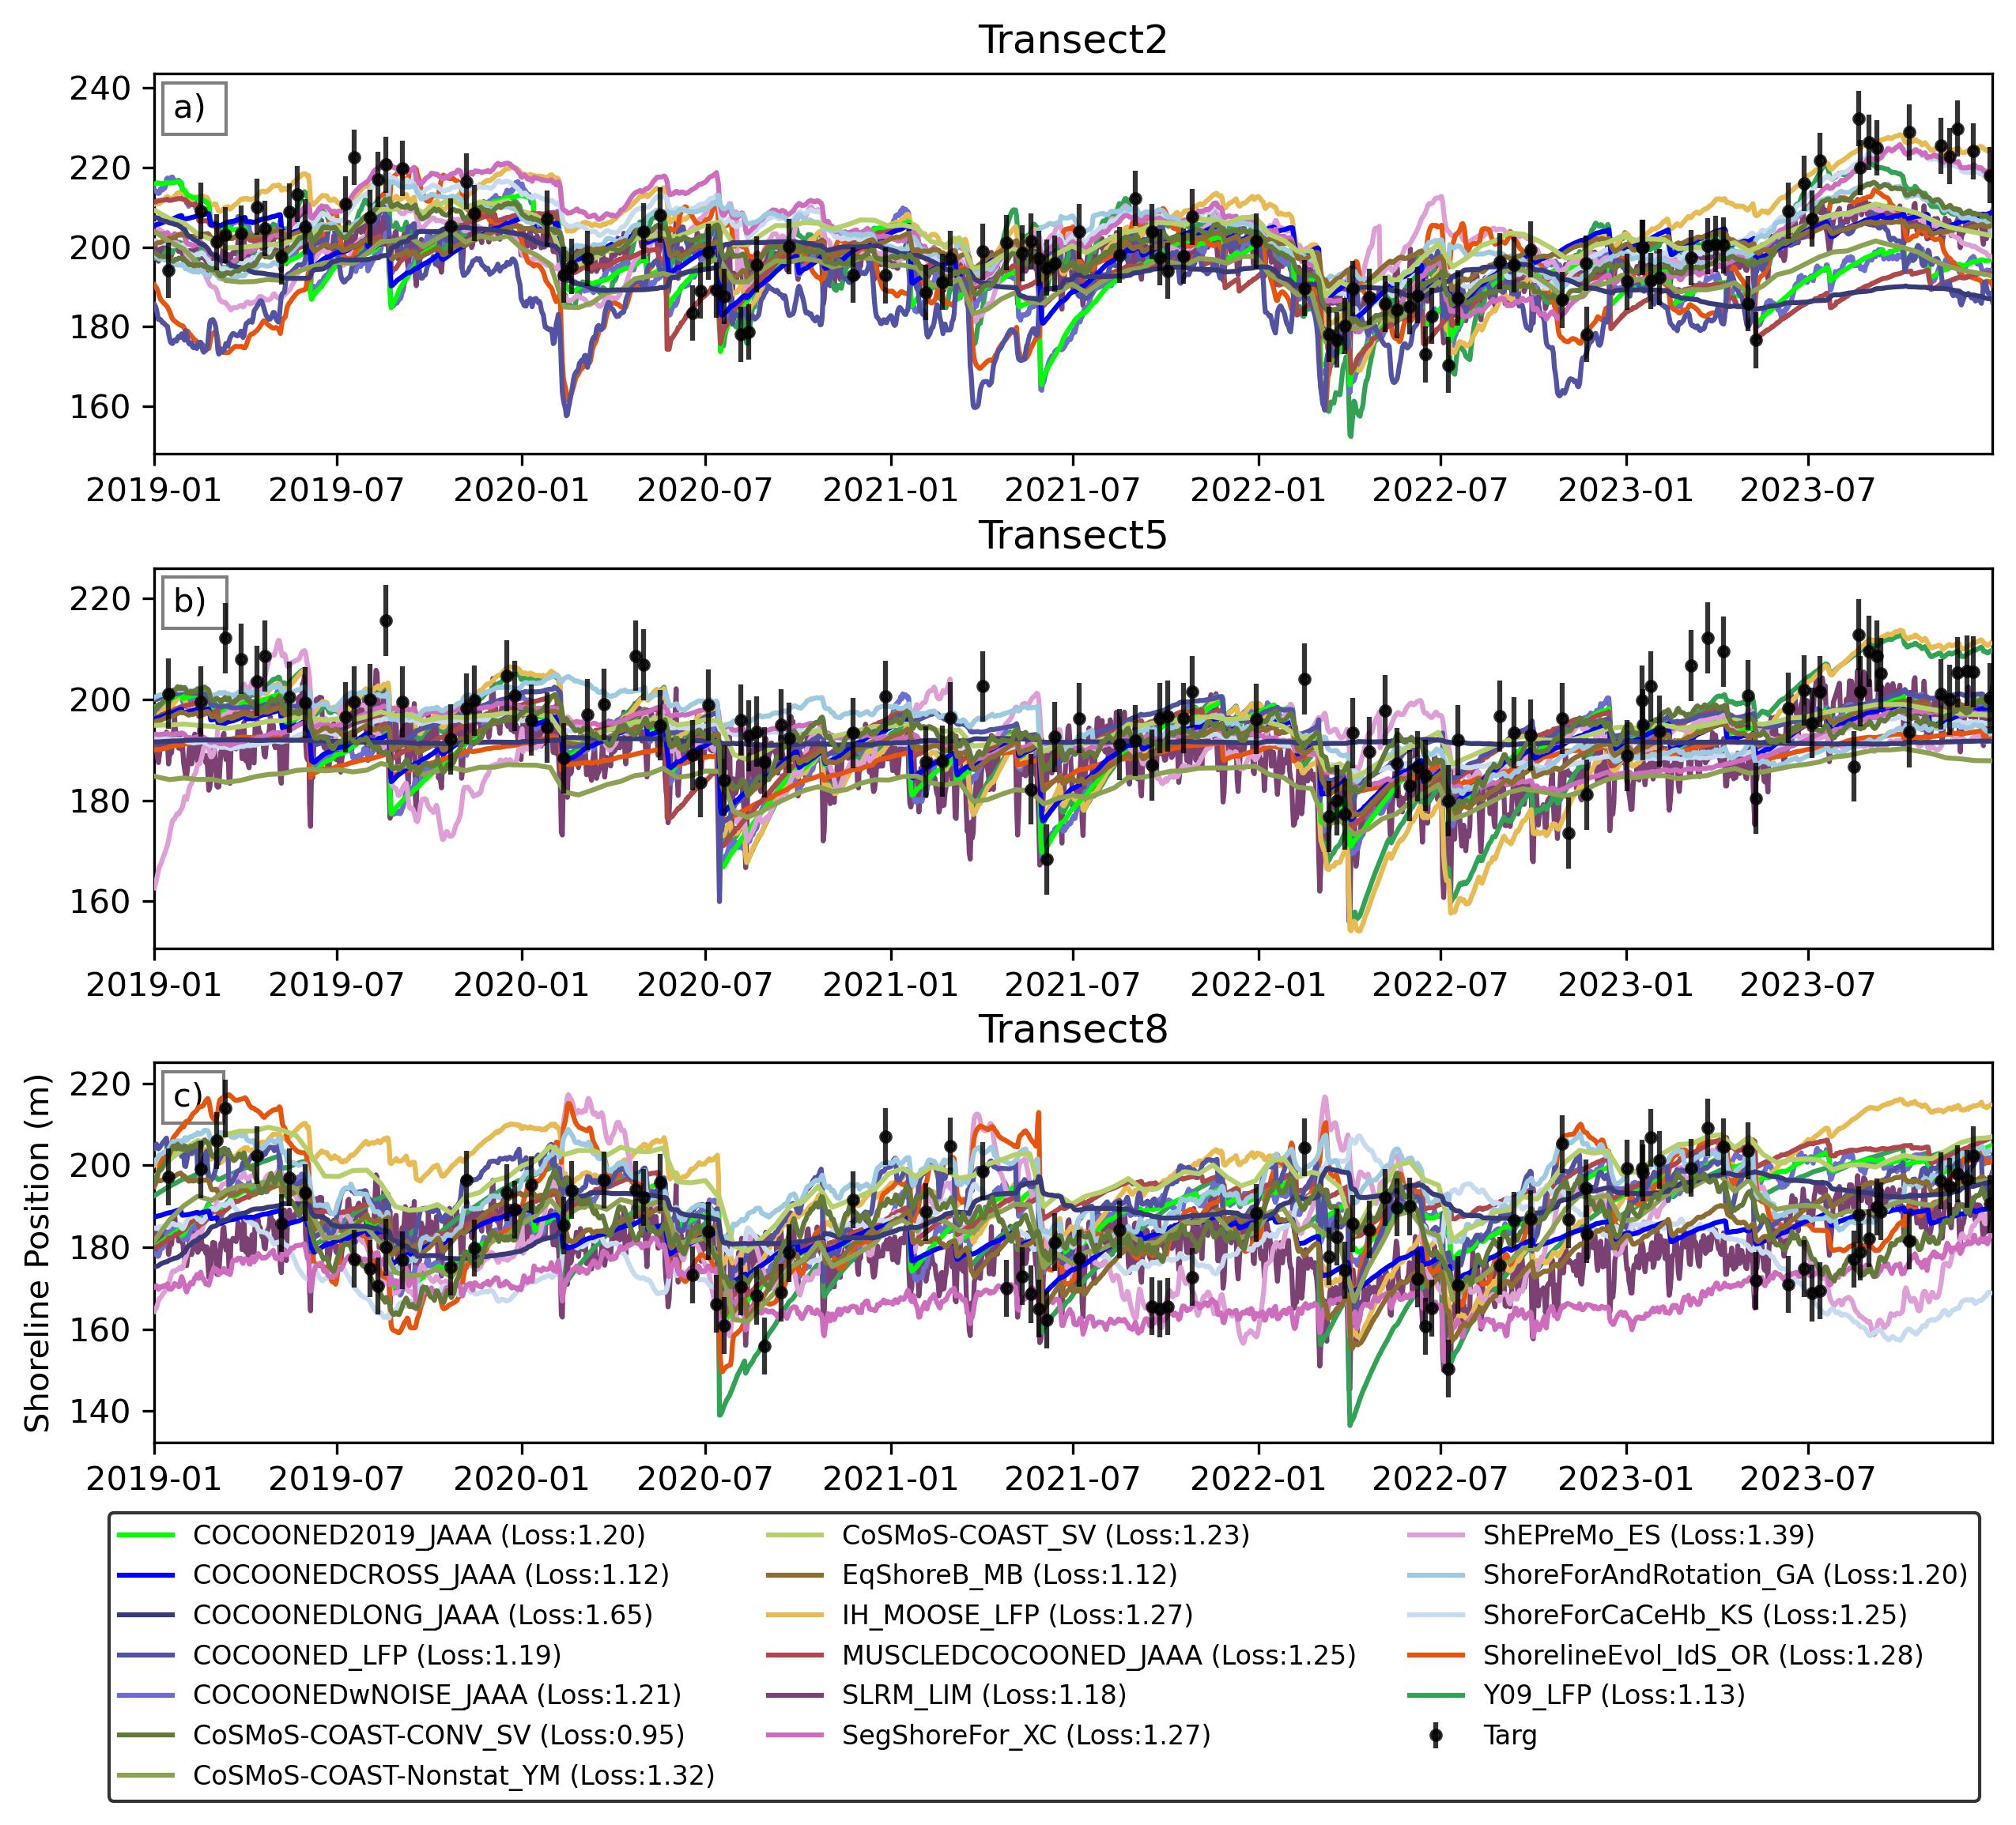 Transect2
a)
240
220
200
180
160
2019-01 2019-07 2020-01 2020-07 2021-01 2021-07 2022-01 2022-07 2023-01 2023-07
Transect5
b)
220
200
180
160
2019-01 2019-07 2020-01 2020-07 2021-01 2021-07 2022-01 2022-07 2023-01 2023-07
Transect8
c)
Shoreline Position (m)
220
200
180
160
140
2019-01 2019-07 2020-01 2020-07 2021-01 2021-07 2022-01 2022-07 2023-01 2023-07
COCOONED2019_JAAA (Loss:1.20)
COCOONEDCROSS_JAAA (Loss:1.12)
COCOONEDLONG_JAAA (Loss:1.65)
COCOONED_LFP (Loss:1.19)
COCOONEDwNOISE_JAAA (Loss:1.21)
CoSMoS-COAST-CONV_SV (Loss:0.95)
CoSMoS-COAST-Nonstat_YM (Loss:1.32)
CoSMoS-COAST_SV (Loss:1.23)
EqShoreB_MB (Loss:1.12)
IH_MOOSE_LFP (Loss:1.27)
MUSCLEDCOCOONED_JAAA (Loss:1.25)
SLRM_LIM (Loss:1.18)
SegShoreFor_XC (Loss:1.27)
ShEPreMo_ES (Loss:1.39)
ShoreForAndRotation_GA (Loss:1.20)
ShoreForCaCeHb_KS (Loss:1.25)
ShorelineEvol_IdS_OR (Loss:1.28)
Y09_LFP (Loss:1.13)
Targ